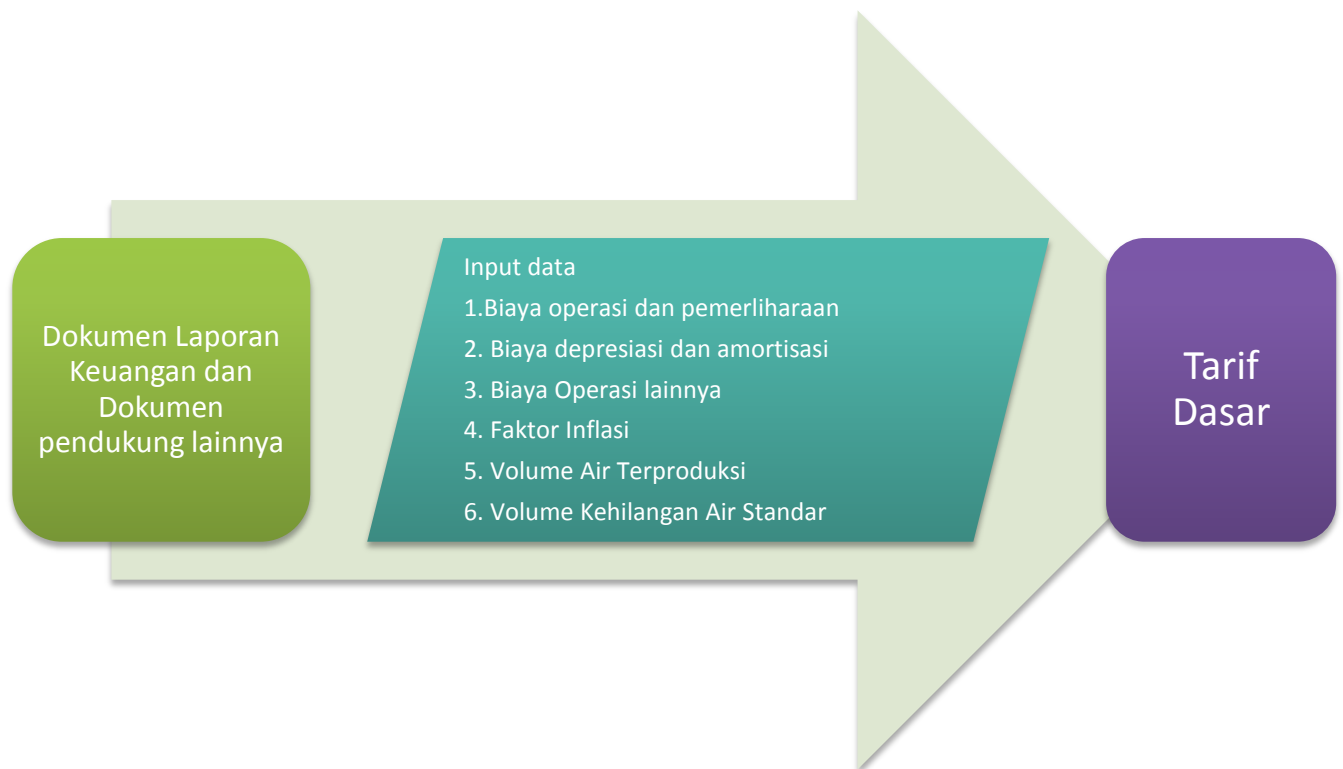 Dokumen Laporan
Keuangan dan
Dokumen
pendukung lainnya
Input data
1.Biaya operasi dan pemerliharaan
2. Biaya depresiasi dan amortisasi
3. Biaya Operasi lainnya
4. Faktor Inflasi
5. Volume Air Terproduksi
6. Volume Kehilangan Air Standar
Tarif
Dasar